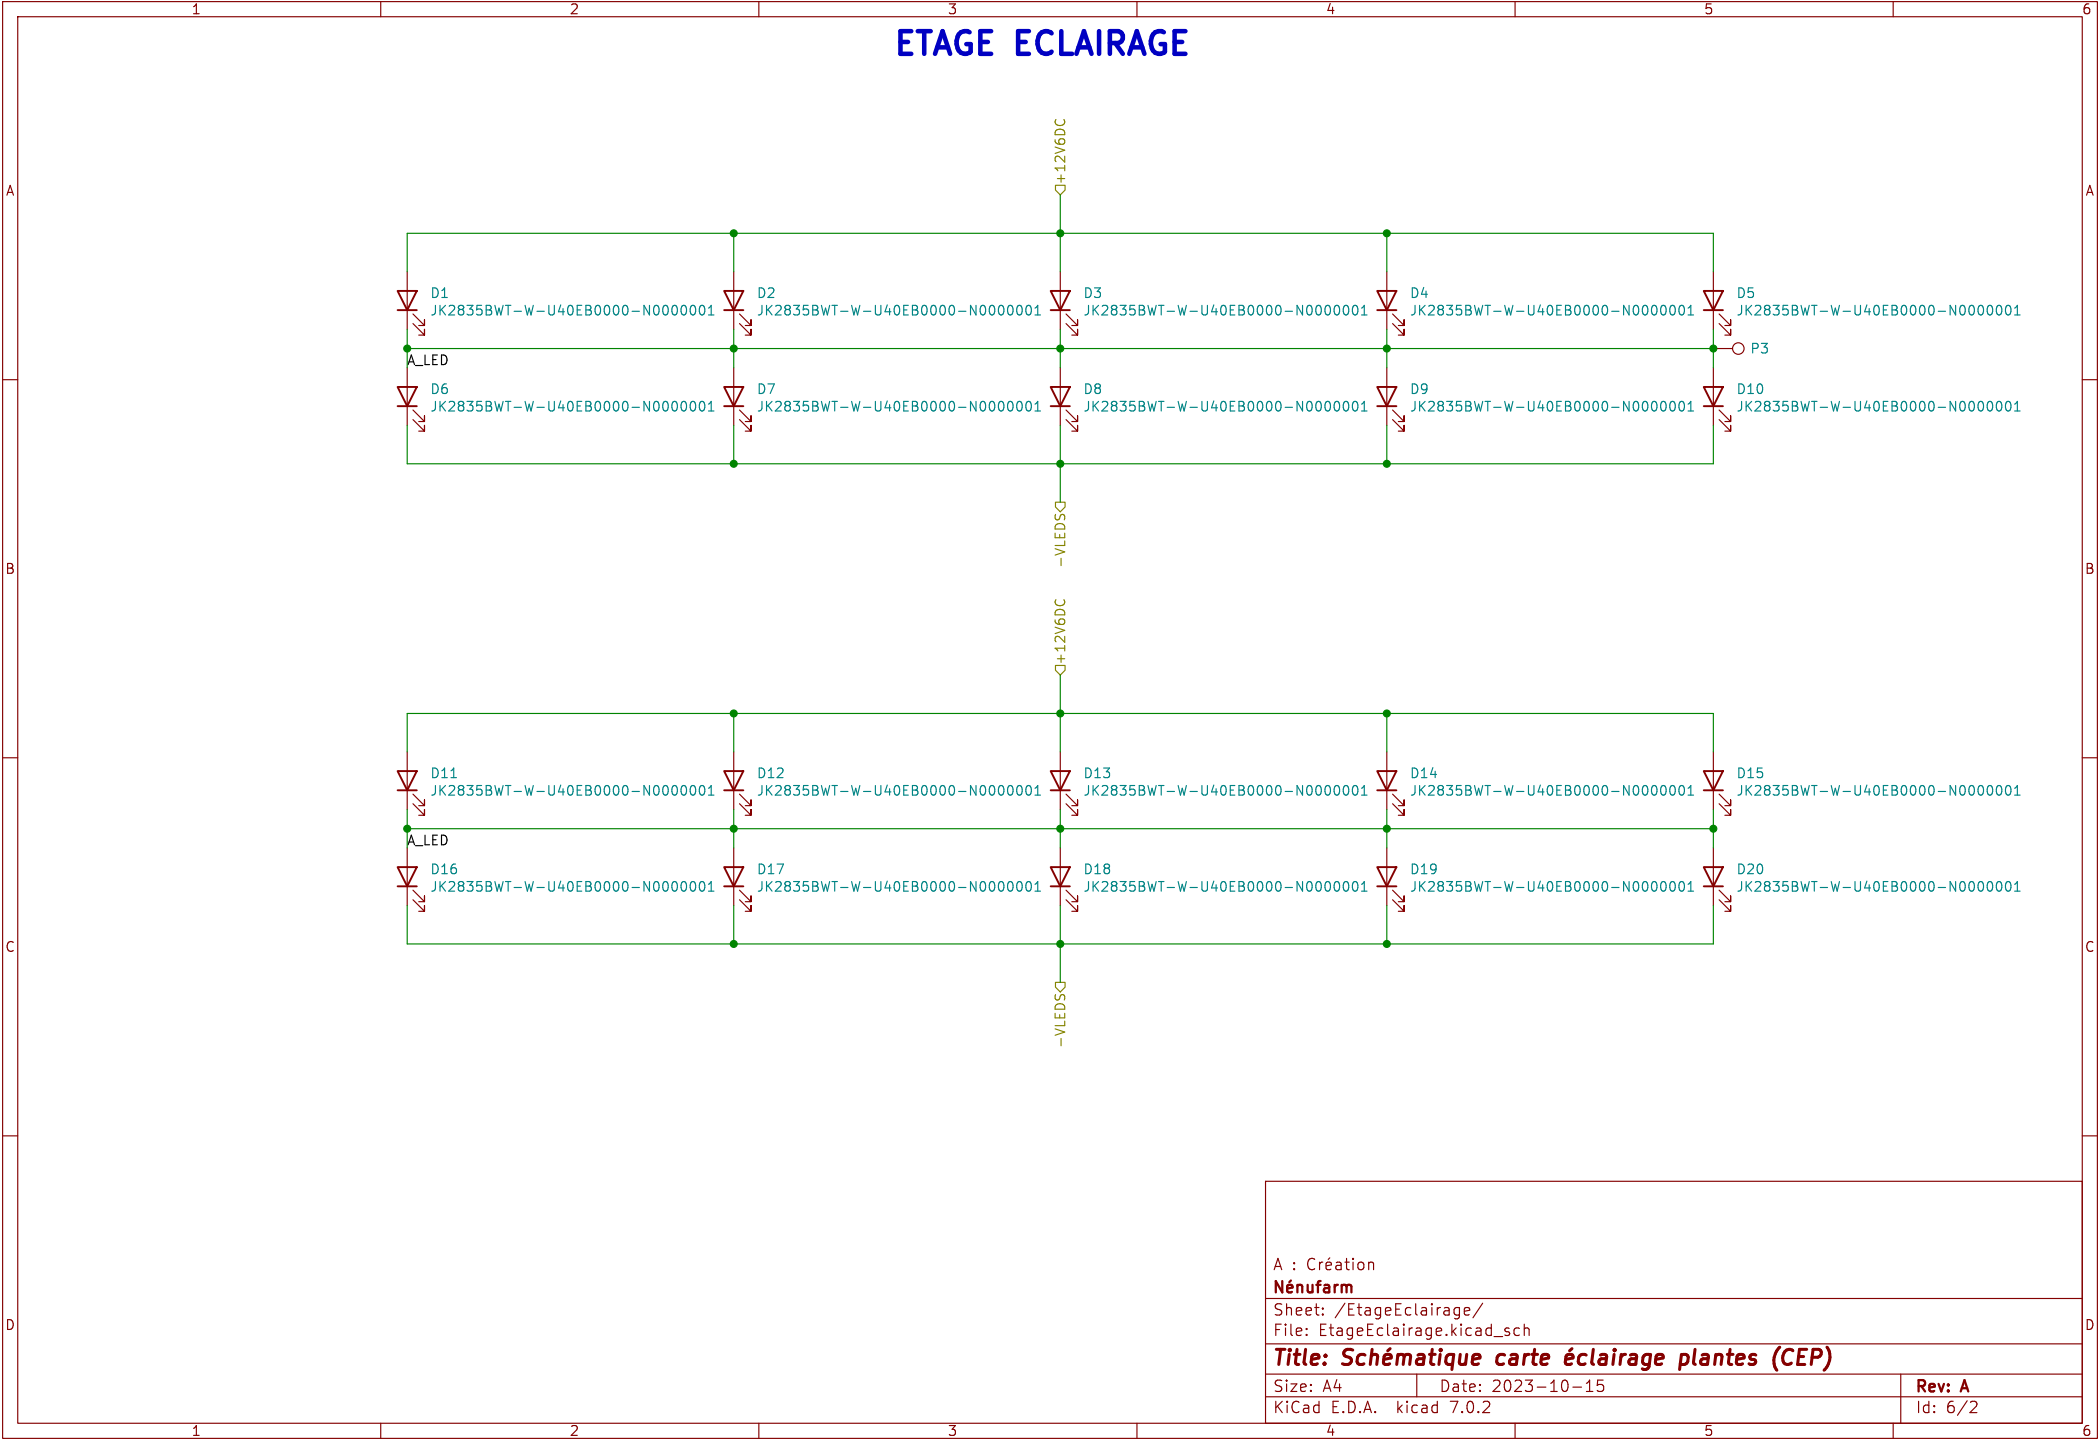 1 2 3 4 5 6
ETAGE ECLAIRAGE
+12V6DC
A A
D1 D2 D3 D4 D5
JK2835BWT-W-U40EB0000-N0000001 JK2835BWT-W-U40EB0000-N0000001 JK2835BWT-W-U40EB0000-N0000001 JK2835BWT-W-U40EB0000-N0000001 JK2835BWT-W-U40EB0000-N0000001
P3
A_LED
D6 D7 D8 D9 D10
JK2835BWT-W-U40EB0000-N0000001 JK2835BWT-W-U40EB0000-N0000001 JK2835BWT-W-U40EB0000-N0000001 JK2835BWT-W-U40EB0000-N0000001 JK2835BWT-W-U40EB0000-N0000001
-VLEDS
B B
+12V6DC
D11 D12 D13 D14 D15
JK2835BWT-W-U40EB0000-N0000001 JK2835BWT-W-U40EB0000-N0000001 JK2835BWT-W-U40EB0000-N0000001 JK2835BWT-W-U40EB0000-N0000001 JK2835BWT-W-U40EB0000-N0000001
A_LED
D16 D17 D18 D19 D20
JK2835BWT-W-U40EB0000-N0000001 JK2835BWT-W-U40EB0000-N0000001 JK2835BWT-W-U40EB0000-N0000001 JK2835BWT-W-U40EB0000-N0000001 JK2835BWT-W-U40EB0000-N0000001
C C
-VLEDS
A : Création
Nénufarm
Sheet: /EtageEclairage/
D D
File: EtageEclairage.kicad_sch
Title: Schématique carte éclairage plantes (CEP)
Size: A4 Date: 2023-10-15 Rev: A
KiCad E.D.A. kicad 7.0.2 Id: 6/2
1 2 3 4 5 6